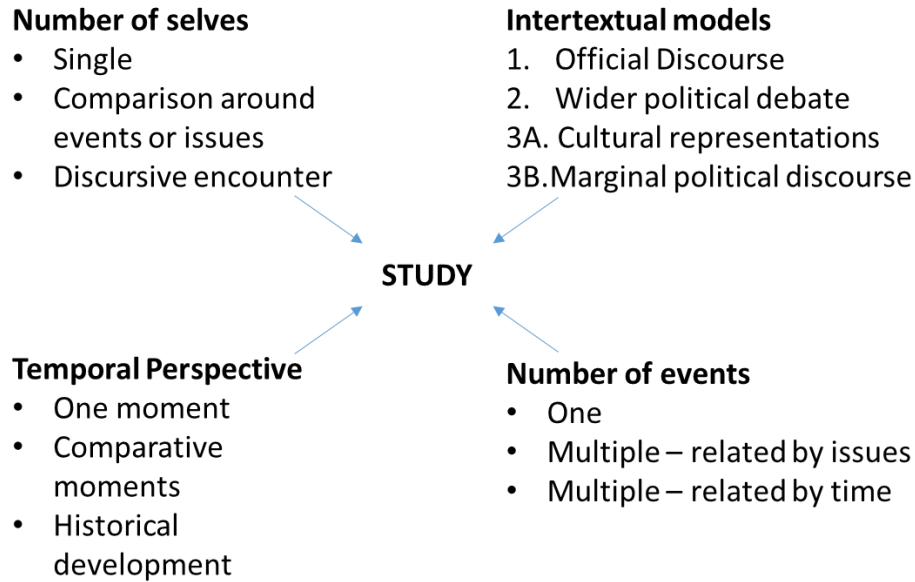 Number of selves
• Single
• Comparison around
events or issues
• Discursive encounter
Intertextual models
1. Official Discourse
2. Wider political debate
3A. Cultural representations
3B.Marginal political discourse
STUDY
Temporal Perspective
• One moment
• Comparative
moments
• Historical
development
Number of events
• One
• Multiple – related by issues
• Multiple – related by time